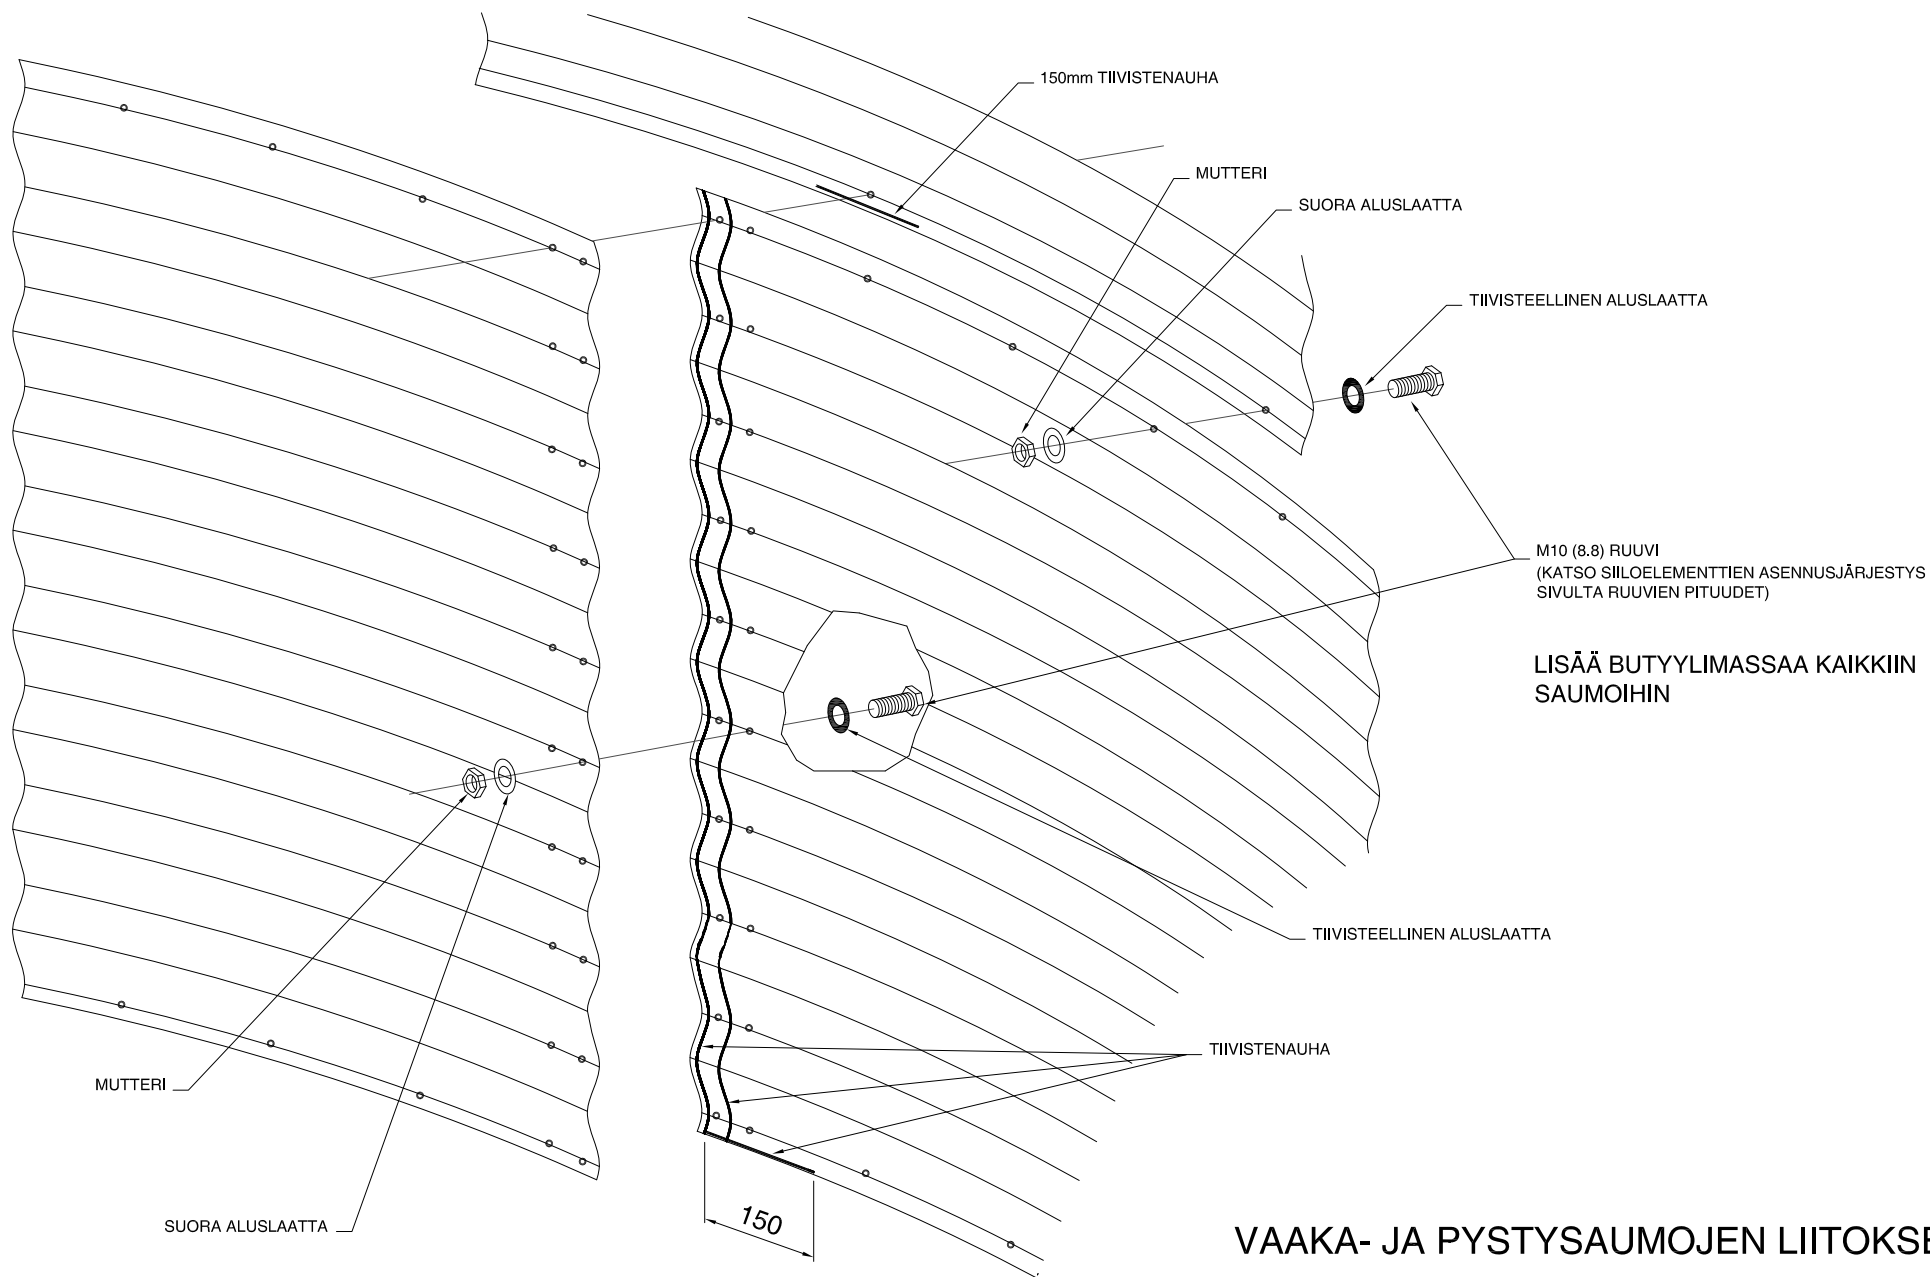 150mm TIIVISTENAUHA
MUTTERI
SUORA ALUSLAATTA
TIIVISTEELLINEN ALUSLAATTA
M10 (8.8) RUUVI
(KATSO SIILOELEMENTTIEN ASENNUSJÄRJESTYS
SIVULTA RUUVIEN PITUUDET)
LISÄÄ BUTYYLIMASSAA KAIKKIIN
SAUMOIHIN
TIIVISTEELLINEN ALUSLAATTA
TIIVISTENAUHA
MUTTERI
SUORA ALUSLAATTA
150
VAAKA- JA PYSTYSAUMOJEN LIITOKSE